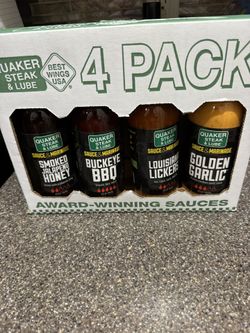 QUAKER
STEAK
& LUBE
BEST
WINGS
USA
4 PACK
QUAKER
STEAK
& LUBE
SAUCE & MARINADE
SMOKED
JALAPEÑO
HONEY
QUAKER
STEAK
& LUBE
SAUCE & MARINADE
BUCKEYE
BBQ
QUAKER
STEAK
& LUBE
SAUCE & MARINADE
LOUISIANA
LICKERS
QUAKER
STEAK
& LUBE
SAUCE & MARINADE
GOLDEN
GARLIC
AWARD-WINNING SAUCES